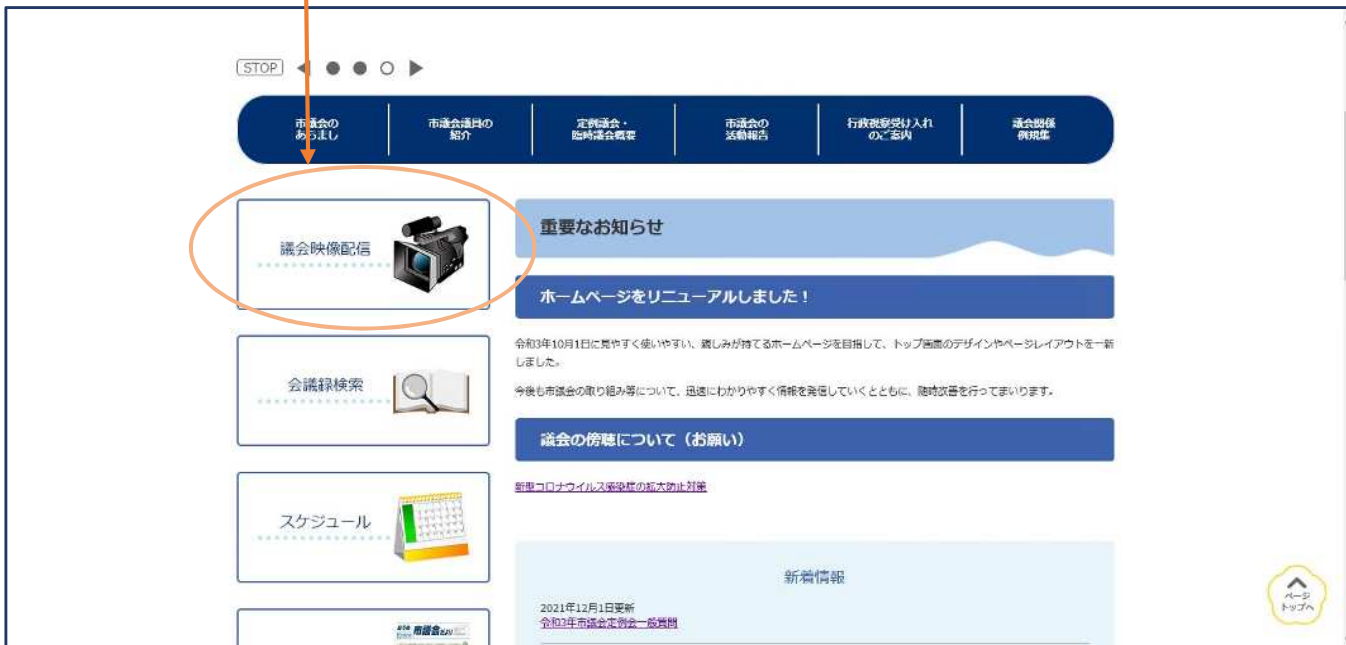 STOP
市議会の
あらまし
市議会議員の
紹介
定例議会・
臨時議会概要
市議会の
活動報告
行政視察受け入れ
のご案内
議会関係
例規集
議会映像配信
会議録検索
スケジュール
市議会だより
重要なお知らせ
ホームページをリニューアルしました！
令和3年10月1日に見やすく使いやすい、親しみが持てるホームページを目指して、トップ画面のデザインやページレイアウトを一新
しました。
今後も市議会の取り組み等について、迅速にわかりやすく情報を発信していくとともに、随時改善を行ってまいります。
議会の傍聴について（お願い）
新型コロナウイルス感染症の拡大防止対策
新着情報
2021年12月1日更新
令和3年市議会定例会一般質問
ページ
トップへ